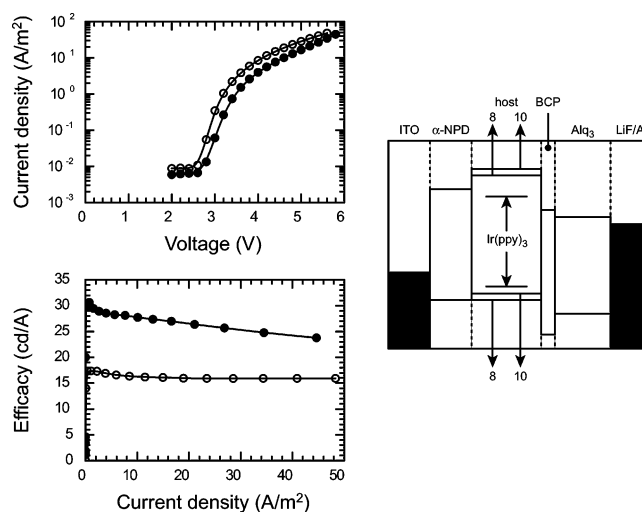 Current density (A/m²)
10²
10¹
10⁰
10⁻¹
10⁻²
10⁻³
0 1 2 3 4 5 6
Voltage (V)
Efficacy (cd/A)
35
30
25
20
15
10
5
0
0 10 20 30 40 50
Current density (A/m²)
host BCP
ITO α-NPD 8 10 Alq₃ LiF/A
Ir(ppy)₃
8 10